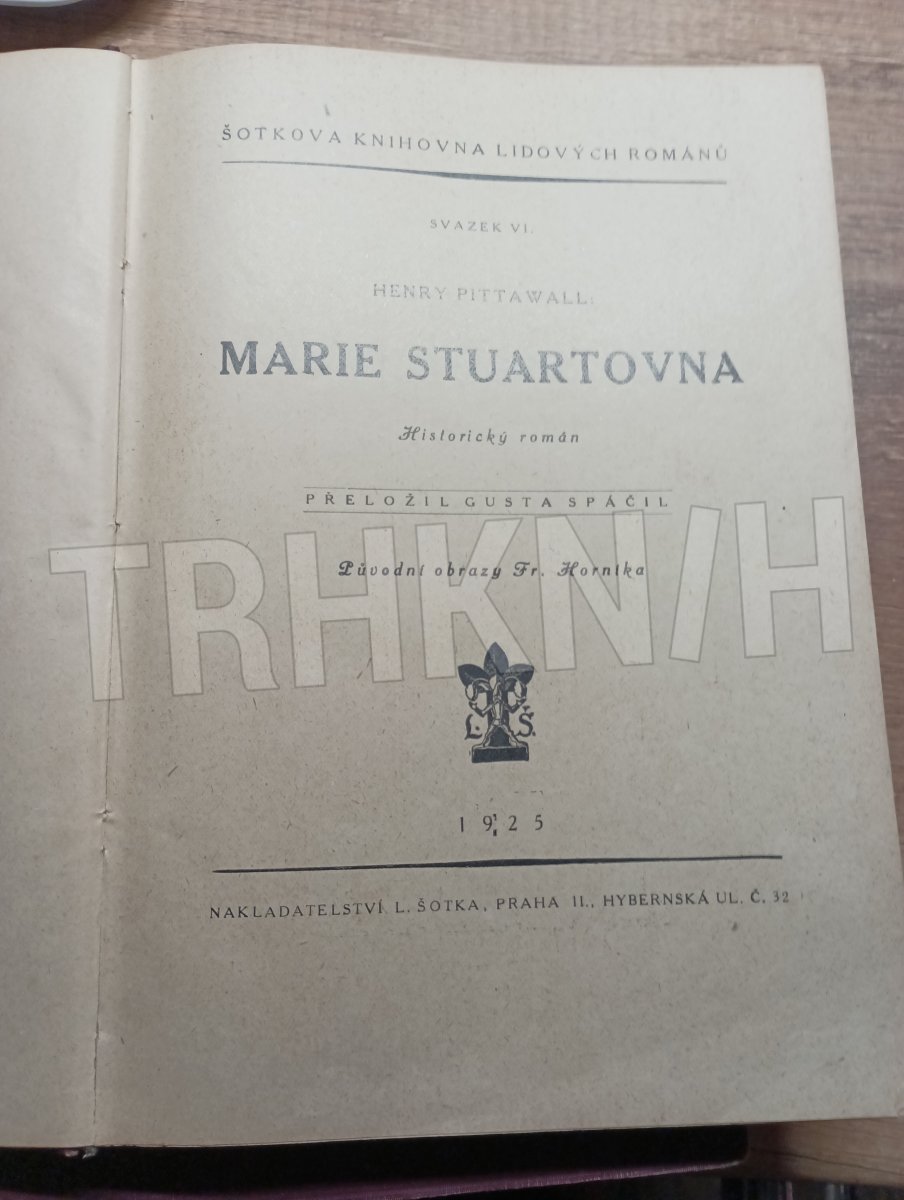 ŠOTKOVA KNIHOVNA LIDOVÝCH ROMÁNŮ
SVAZEK VI.
HENRY PITTAWALL:
MARIE STUARTOVNA
Historický román
PŘELOŽIL GUSTA SPÁČIL
Původní obrazy Fr. Horníka
TRHKNIH
L. Š.
1925
NAKLADATELSTVÍ L. ŠOTKA, PRAHA II., HYBERNSKÁ UL. Č. 32